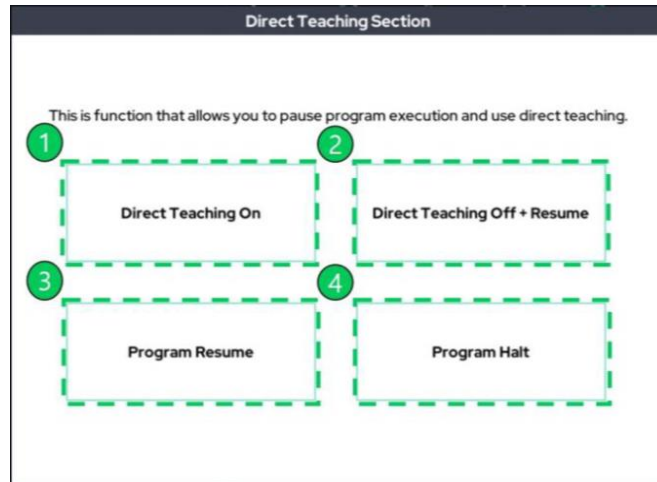 Direct Teaching Section
This is function that allows you to pause program execution and use direct teaching.
1
2
Direct Teaching On
Direct Teaching Off + Resume
3
4
Program Resume
Program Halt